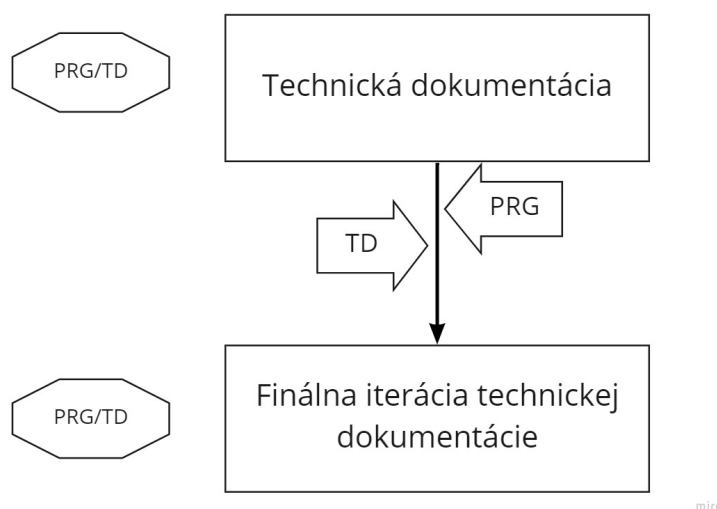 PRG/TD
Technická dokumentácia
PRG
TD
PRG/TD
Finálna iterácia technickej
dokumentácie